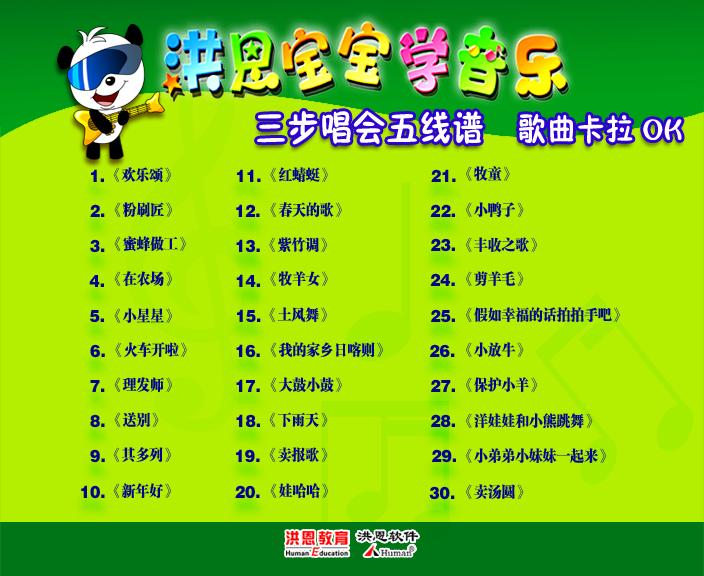 洪恩宝宝学音乐
三步唱会五线谱 歌曲卡拉OK
1.《欢乐颂》
2.《粉刷匠》
3.《蜜蜂做工》
4.《在农场》
5.《小星星》
6.《火车开啦》
7.《理发师》
8.《送别》
9.《其多列》
10.《新年好》
11.《红蜻蜓》
12.《春天的歌》
13.《紫竹调》
14.《牧羊女》
15.《土风舞》
16.《我的家乡日喀则》
17.《大鼓小鼓》
18.《下雨天》
19.《卖报歌》
20.《娃哈哈》
21.《牧童》
22.《小鸭子》
23.《丰收之歌》
24.《剪羊毛》
25.《假如幸福的话拍拍手吧》
26.《小放牛》
27.《保护小羊》
28.《洋娃娃和小熊跳舞》
29.《小弟弟小妹妹一起来》
30.《卖汤圆》
洪恩教育 洪恩软件
Human Education Human®